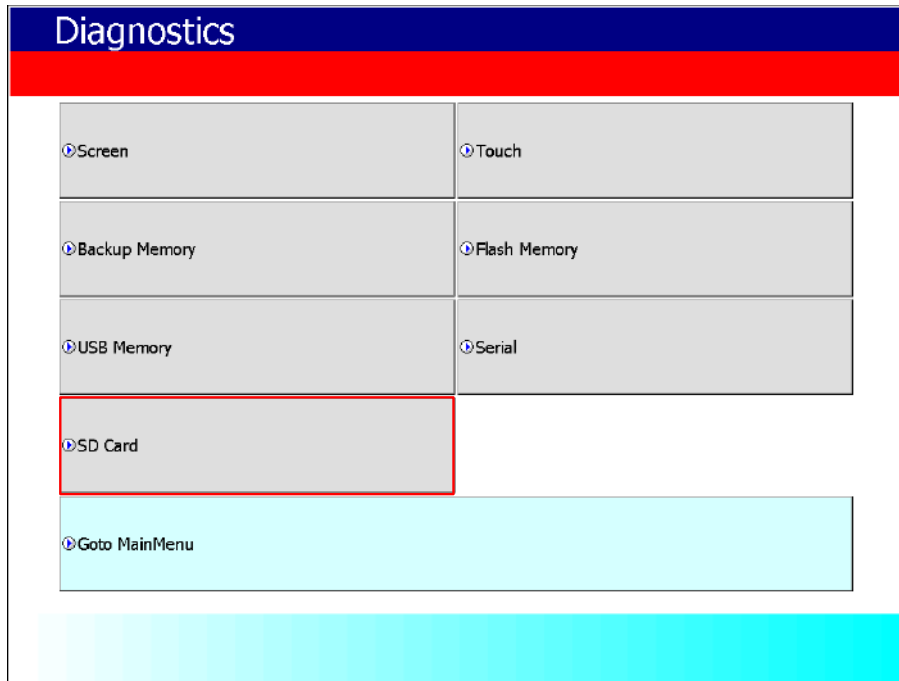 Diagnostics
Screen
Touch
Backup Memory
Flash Memory
USB Memory
Serial
SD Card
Goto MainMenu